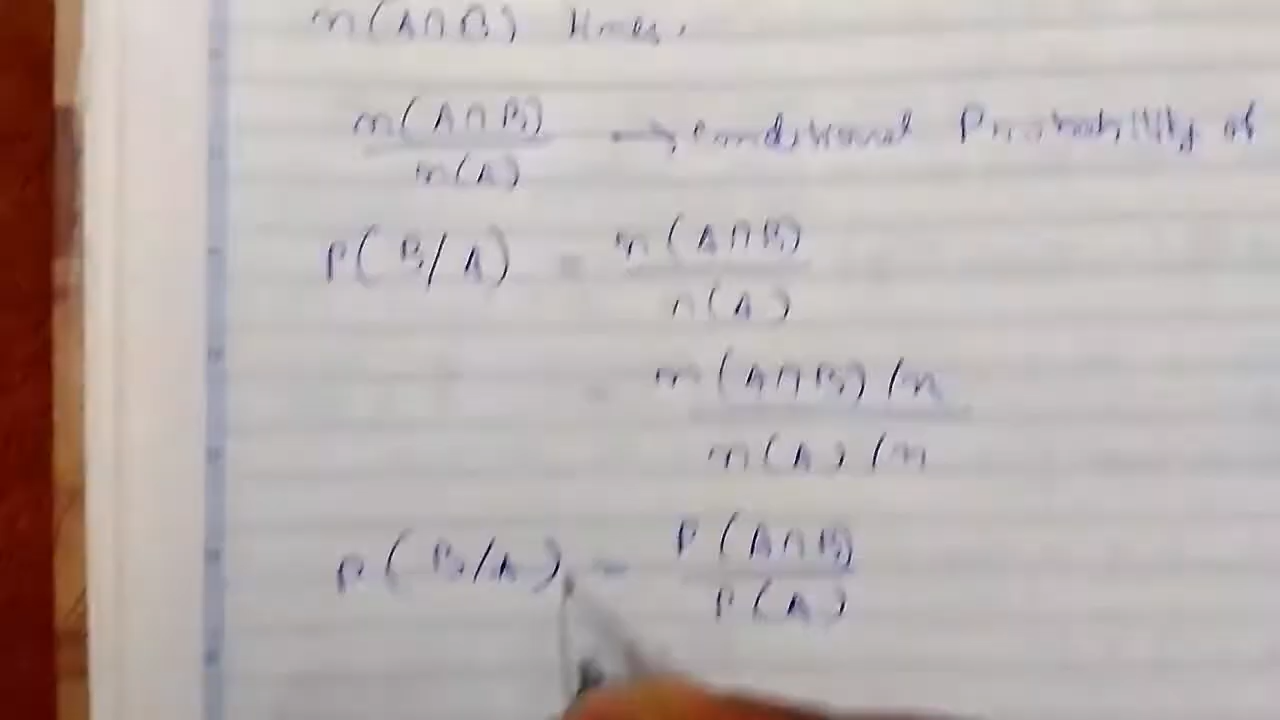 n(A∩B) times.
n(A∩B) / n(A) → conditional Probability of
P(B/A) = n(A∩B) / n(A)
= n(A∩B)/n / n(A)/n
P(B/A) = P(A∩B) / P(A)